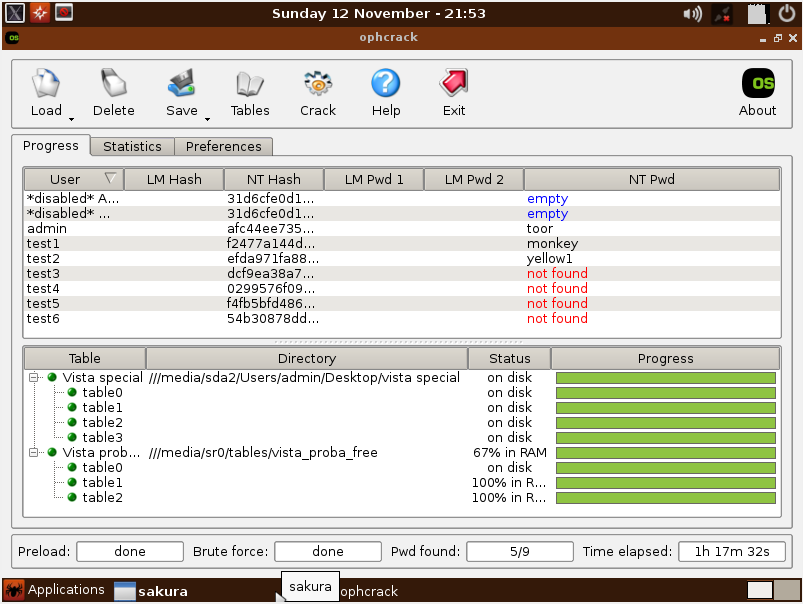 Sunday 12 November - 21:53
ophcrack
Load Delete Save Tables Crack Help Exit OS About
Progress Statistics Preferences
User LM Hash NT Hash LM Pwd 1 LM Pwd 2 NT Pwd
*disabled* A... 31d6cfe0d1... empty
*disabled* ... 31d6cfe0d1... empty
admin afc44ee735... toor
test1 f2477a144d... monkey
test2 efda971fa88... yellow1
test3 dcf9ea38a7... not found
test4 0299576f09... not found
test5 f4fb5bfd486... not found
test6 54b30878dd... not found
Table Directory Status Progress
Vista special ///media/sda2/Users/admin/Desktop/vista special on disk
table0 on disk
table1 on disk
table2 on disk
table3 on disk
Vista prob... ///media/sr0/tables/vista_proba_free 67% in RAM
table0 on disk
table1 100% in R...
table2 100% in R...
Preload: done Brute force: done Pwd found: 5/9 Time elapsed: 1h 17m 32s
Applications sakura sakura ophcrack